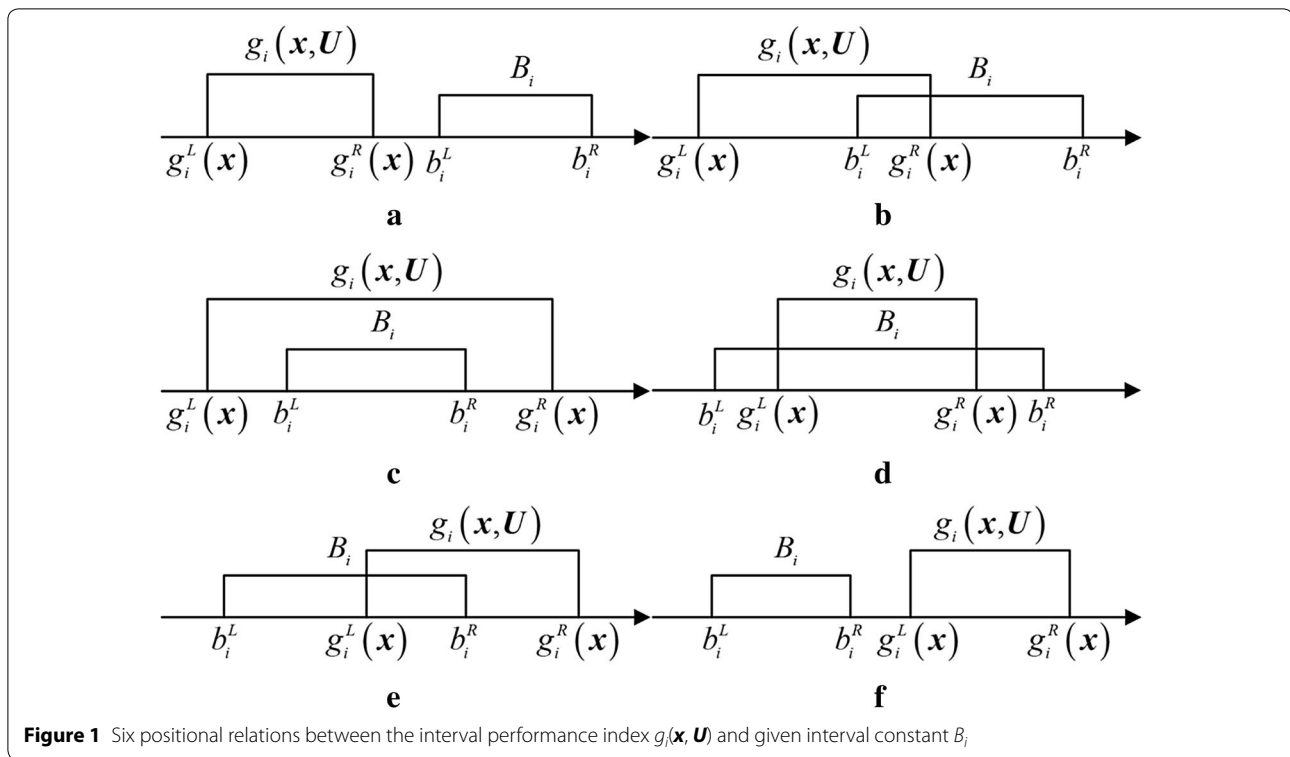 g_i(x,U)
B_i
g_i^L(x) g_i^R(x) b_i^L b_i^R
a
g_i(x,U)
B_i
g_i^L(x) b_i^L g_i^R(x) b_i^R
b
g_i(x,U)
B_i
g_i^L(x) b_i^L b_i^R g_i^R(x)
c
g_i(x,U)
B_i
b_i^L g_i^L(x) g_i^R(x) b_i^R
d
g_i(x,U)
B_i
b_i^L g_i^L(x) b_i^R g_i^R(x)
e
g_i(x,U)
B_i
b_i^L b_i^R g_i^L(x) g_i^R(x)
f
Figure 1 Six positional relations between the interval performance index g_i(x, U) and given interval constant B_i